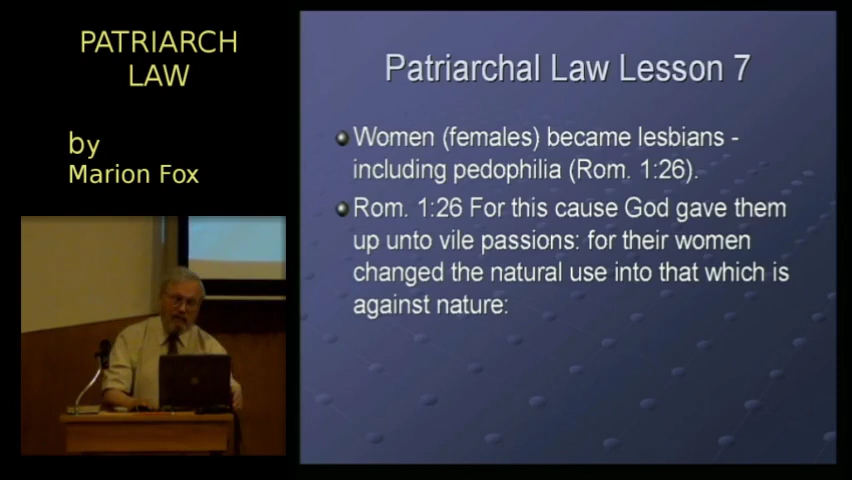 PATRIARCH
LAW
by
Marion Fox
Patriarchal Law Lesson 7
Women (females) became lesbians -
including pedophilia (Rom. 1:26).
Rom. 1:26 For this cause God gave them
up unto vile passions: for their women
changed the natural use into that which is
against nature: